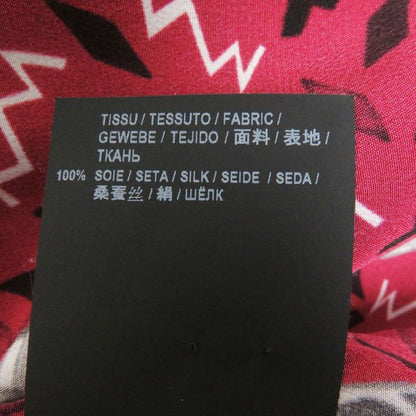 TISSU / TESSUTO / FABRIC /
GEWEBE / TEJIDO / 面料 / 表地 /
ТКАНЬ
100% SOIE / SETA / SILK / SEIDE / SEDA /
桑蚕丝 / 絹 / ШЁЛК